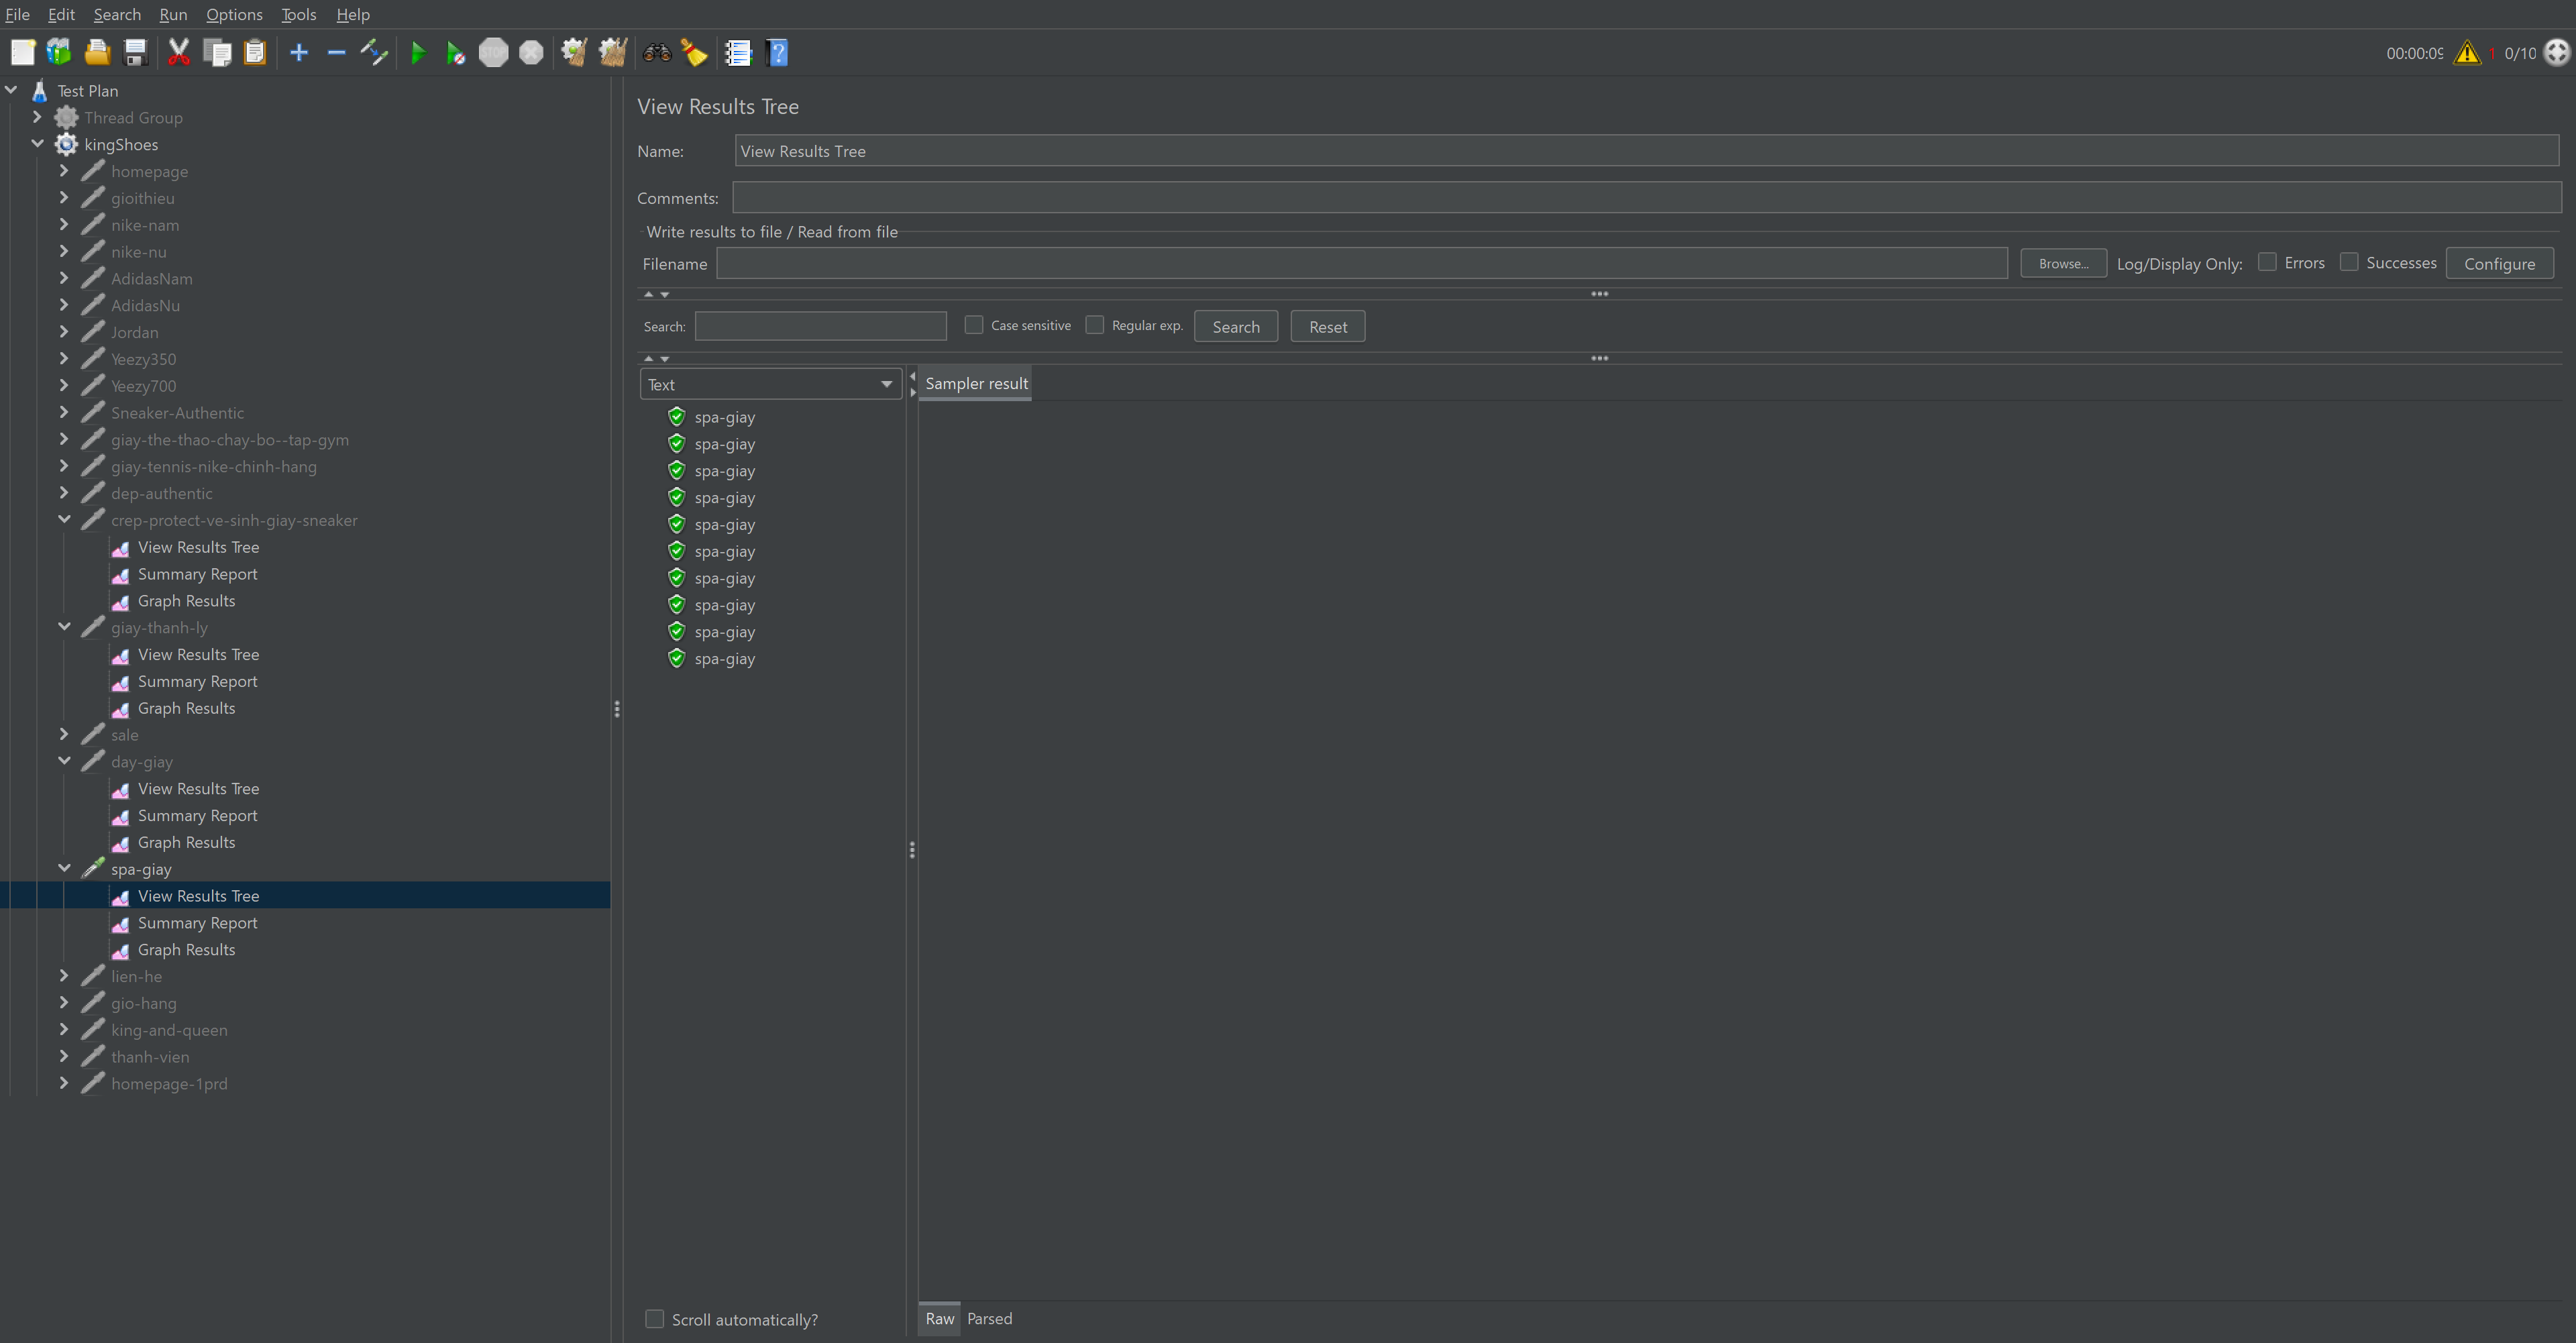 File Edit Search Run Options Tools Help
STOP
00:00:09 1 0/10
Test Plan
Thread Group
kingShoes
homepage
gioithieu
nike-nam
nike-nu
AdidasNam
AdidasNu
Jordan
Yeezy350
Yeezy700
Sneaker-Authentic
giay-the-thao-chay-bo--tap-gym
giay-tennis-nike-chinh-hang
dep-authentic
crep-protect-ve-sinh-giay-sneaker
View Results Tree
Summary Report
Graph Results
giay-thanh-ly
View Results Tree
Summary Report
Graph Results
sale
day-giay
View Results Tree
Summary Report
Graph Results
spa-giay
View Results Tree
Summary Report
Graph Results
lien-he
gio-hang
king-and-queen
thanh-vien
homepage-1prd
View Results Tree
Name: View Results Tree
Comments:
Write results to file / Read from file
Filename Browse... Log/Display Only: Errors Successes Configure
Search: Case sensitive Regular exp. Search Reset
Text
Sampler result
spa-giay
spa-giay
spa-giay
spa-giay
spa-giay
spa-giay
spa-giay
spa-giay
spa-giay
spa-giay
Scroll automatically?
Raw Parsed